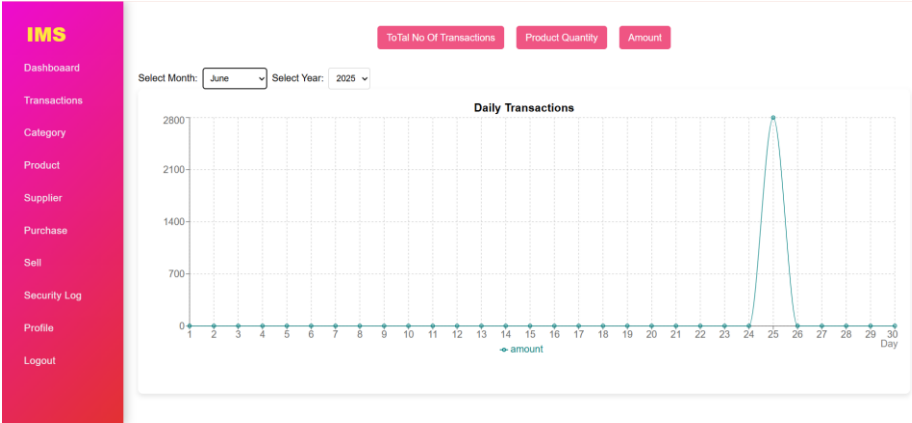 IMS
Dashboaard
Transactions
Category
Product
Supplier
Purchase
Sell
Security Log
Profile
Logout
ToTal No Of Transactions Product Quantity Amount
Select Month: June Select Year: 2025
Daily Transactions
2800
2100
1400
700
0
1 2 3 4 5 6 7 8 9 10 11 12 13 14 15 16 17 18 19 20 21 22 23 24 25 26 27 28 29 30
Day
amount